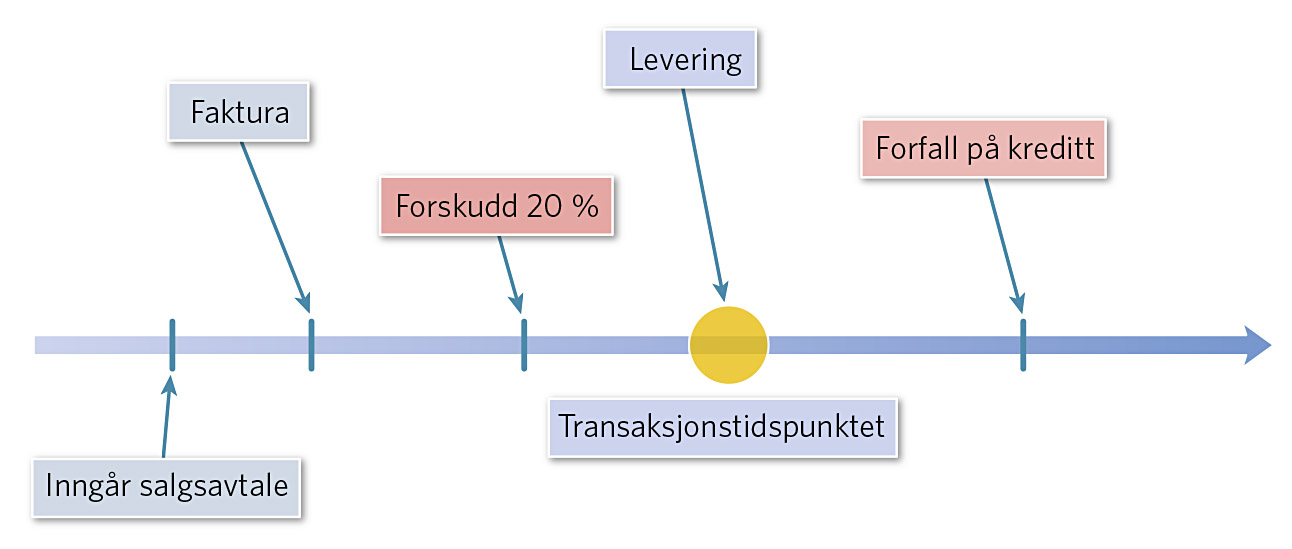 Levering
Faktura
Forfall på kreditt
Forskudd 20 %
Transaksjonstidspunktet
Inngår salgsavtale